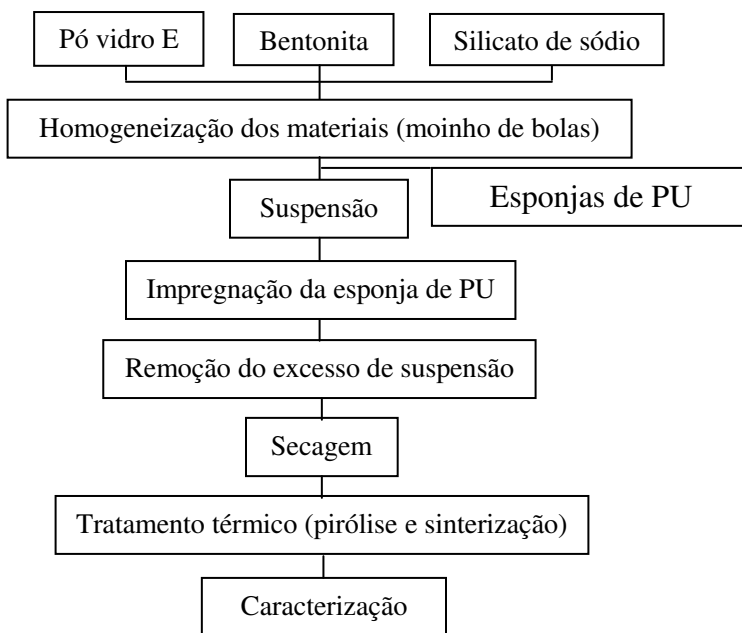 Pó vidro E
Bentonita
Silicato de sódio
Homogeneização dos materiais (moinho de bolas)
Esponjas de PU
Suspensão
Impregnação da esponja de PU
Remoção do excesso de suspensão
Secagem
Tratamento térmico (pirólise e sinterização)
Caracterização